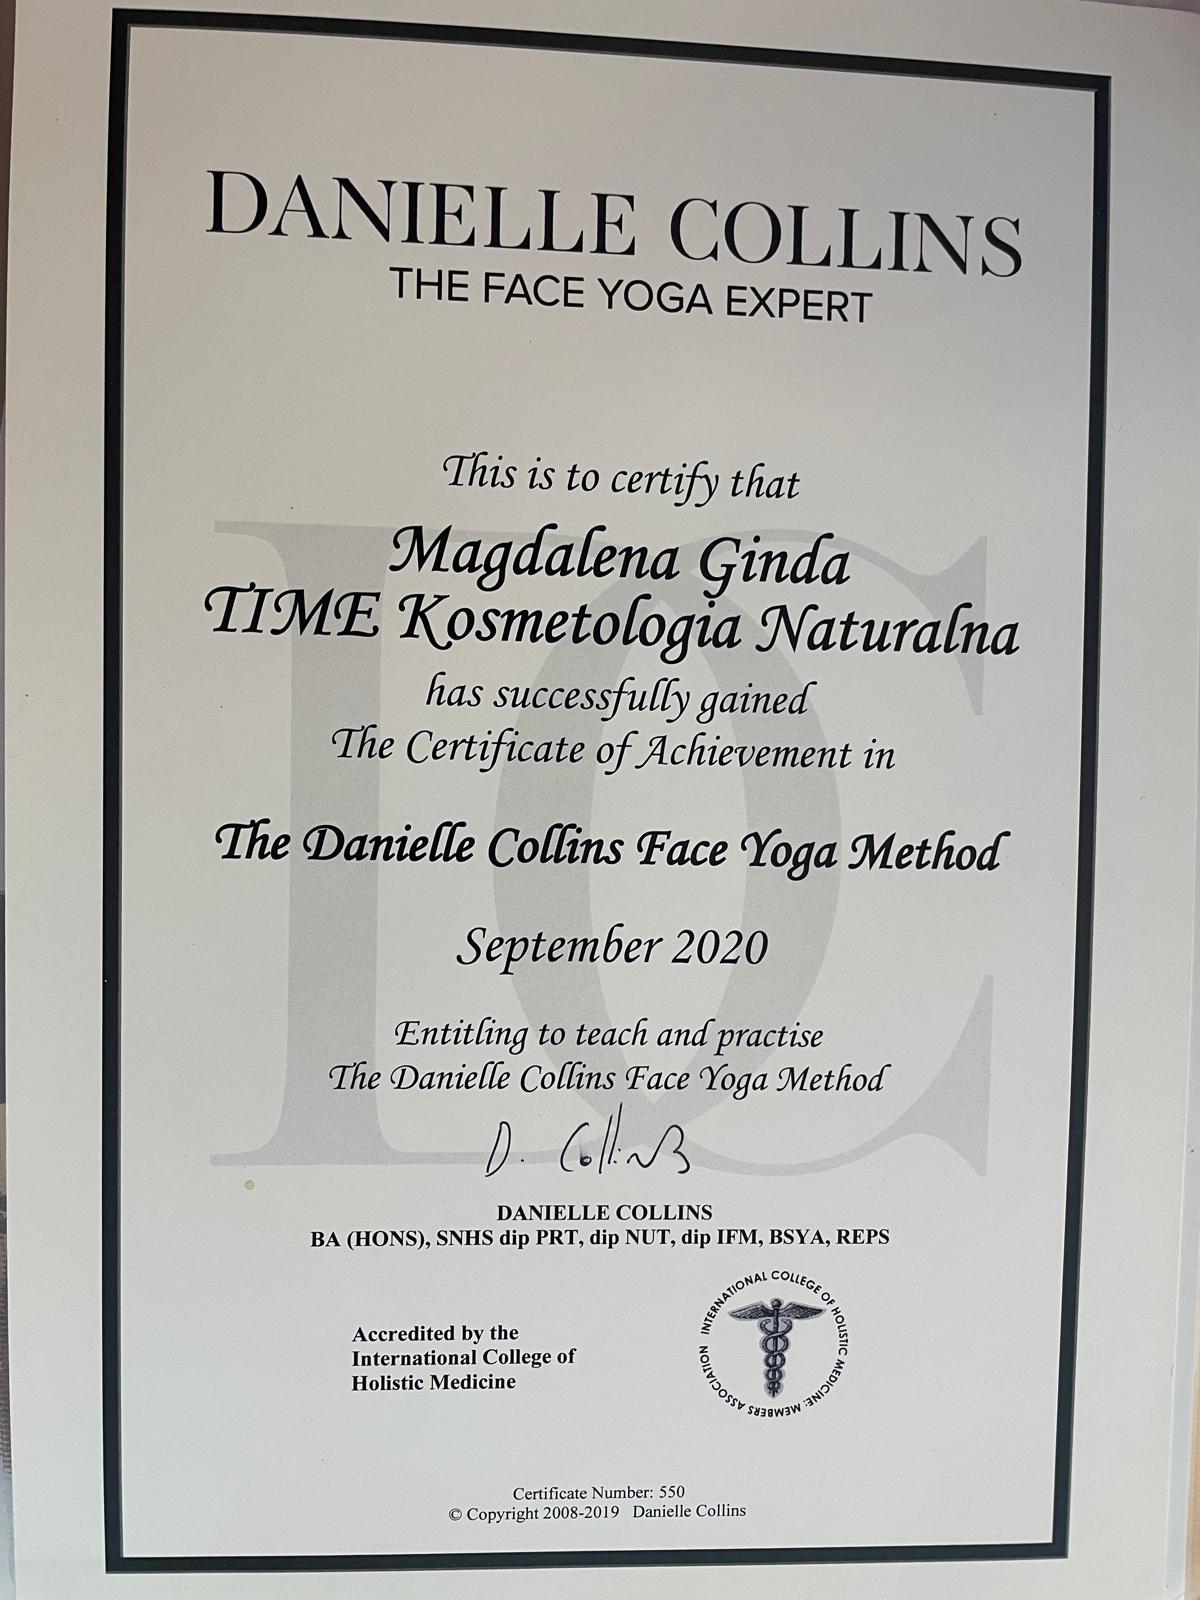 DANIELLE COLLINS
THE FACE YOGA EXPERT
This is to certify that
Magdalena Ginda
TIME Kosmetologia Naturalna
has successfully gained
The Certificate of Achievement in
The Danielle Collins Face Yoga Method
September 2020
Entitling to teach and practise
The Danielle Collins Face Yoga Method
D. Collins
DANIELLE COLLINS
BA (HONS), SNHS dip PRT, dip NUT, dip IFM, BSYA, REPS
Accredited by the
International College of
Holistic Medicine
INTERNATIONAL COLLEGE OF HOLISTIC MEDICINE: MEMBERS ASSOCIATION
Certificate Number: 550
© Copyright 2008-2019 Danielle Collins